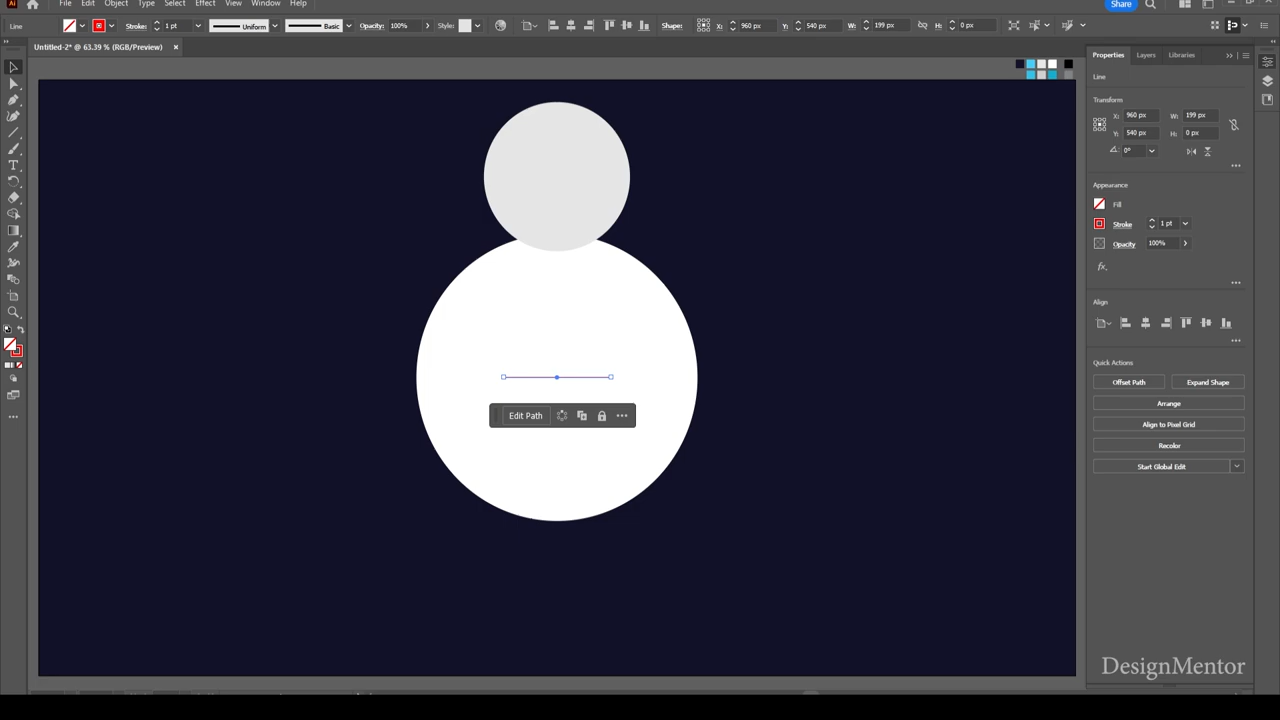 File Edit Object Type Select Effect View Window Help Share
Line Stroke: 1 pt Uniform Basic Opacity: 100% Style: Shape: X: 960 px Y: 540 px W: 199 px H: 0 px
Untitled-2* @ 63.39 % (RGB/Preview) ×
Properties Layers Libraries
Line
Transform
X: 960 px W: 199 px
Y: 540 px H: 0 px
0°
Appearance
Fill
Stroke 1 pt
Opacity 100%
fx.
Align
Quick Actions
Offset Path Expand Shape
Arrange
Align to Pixel Grid
Recolor
Start Global Edit
Edit Path
DesignMentor